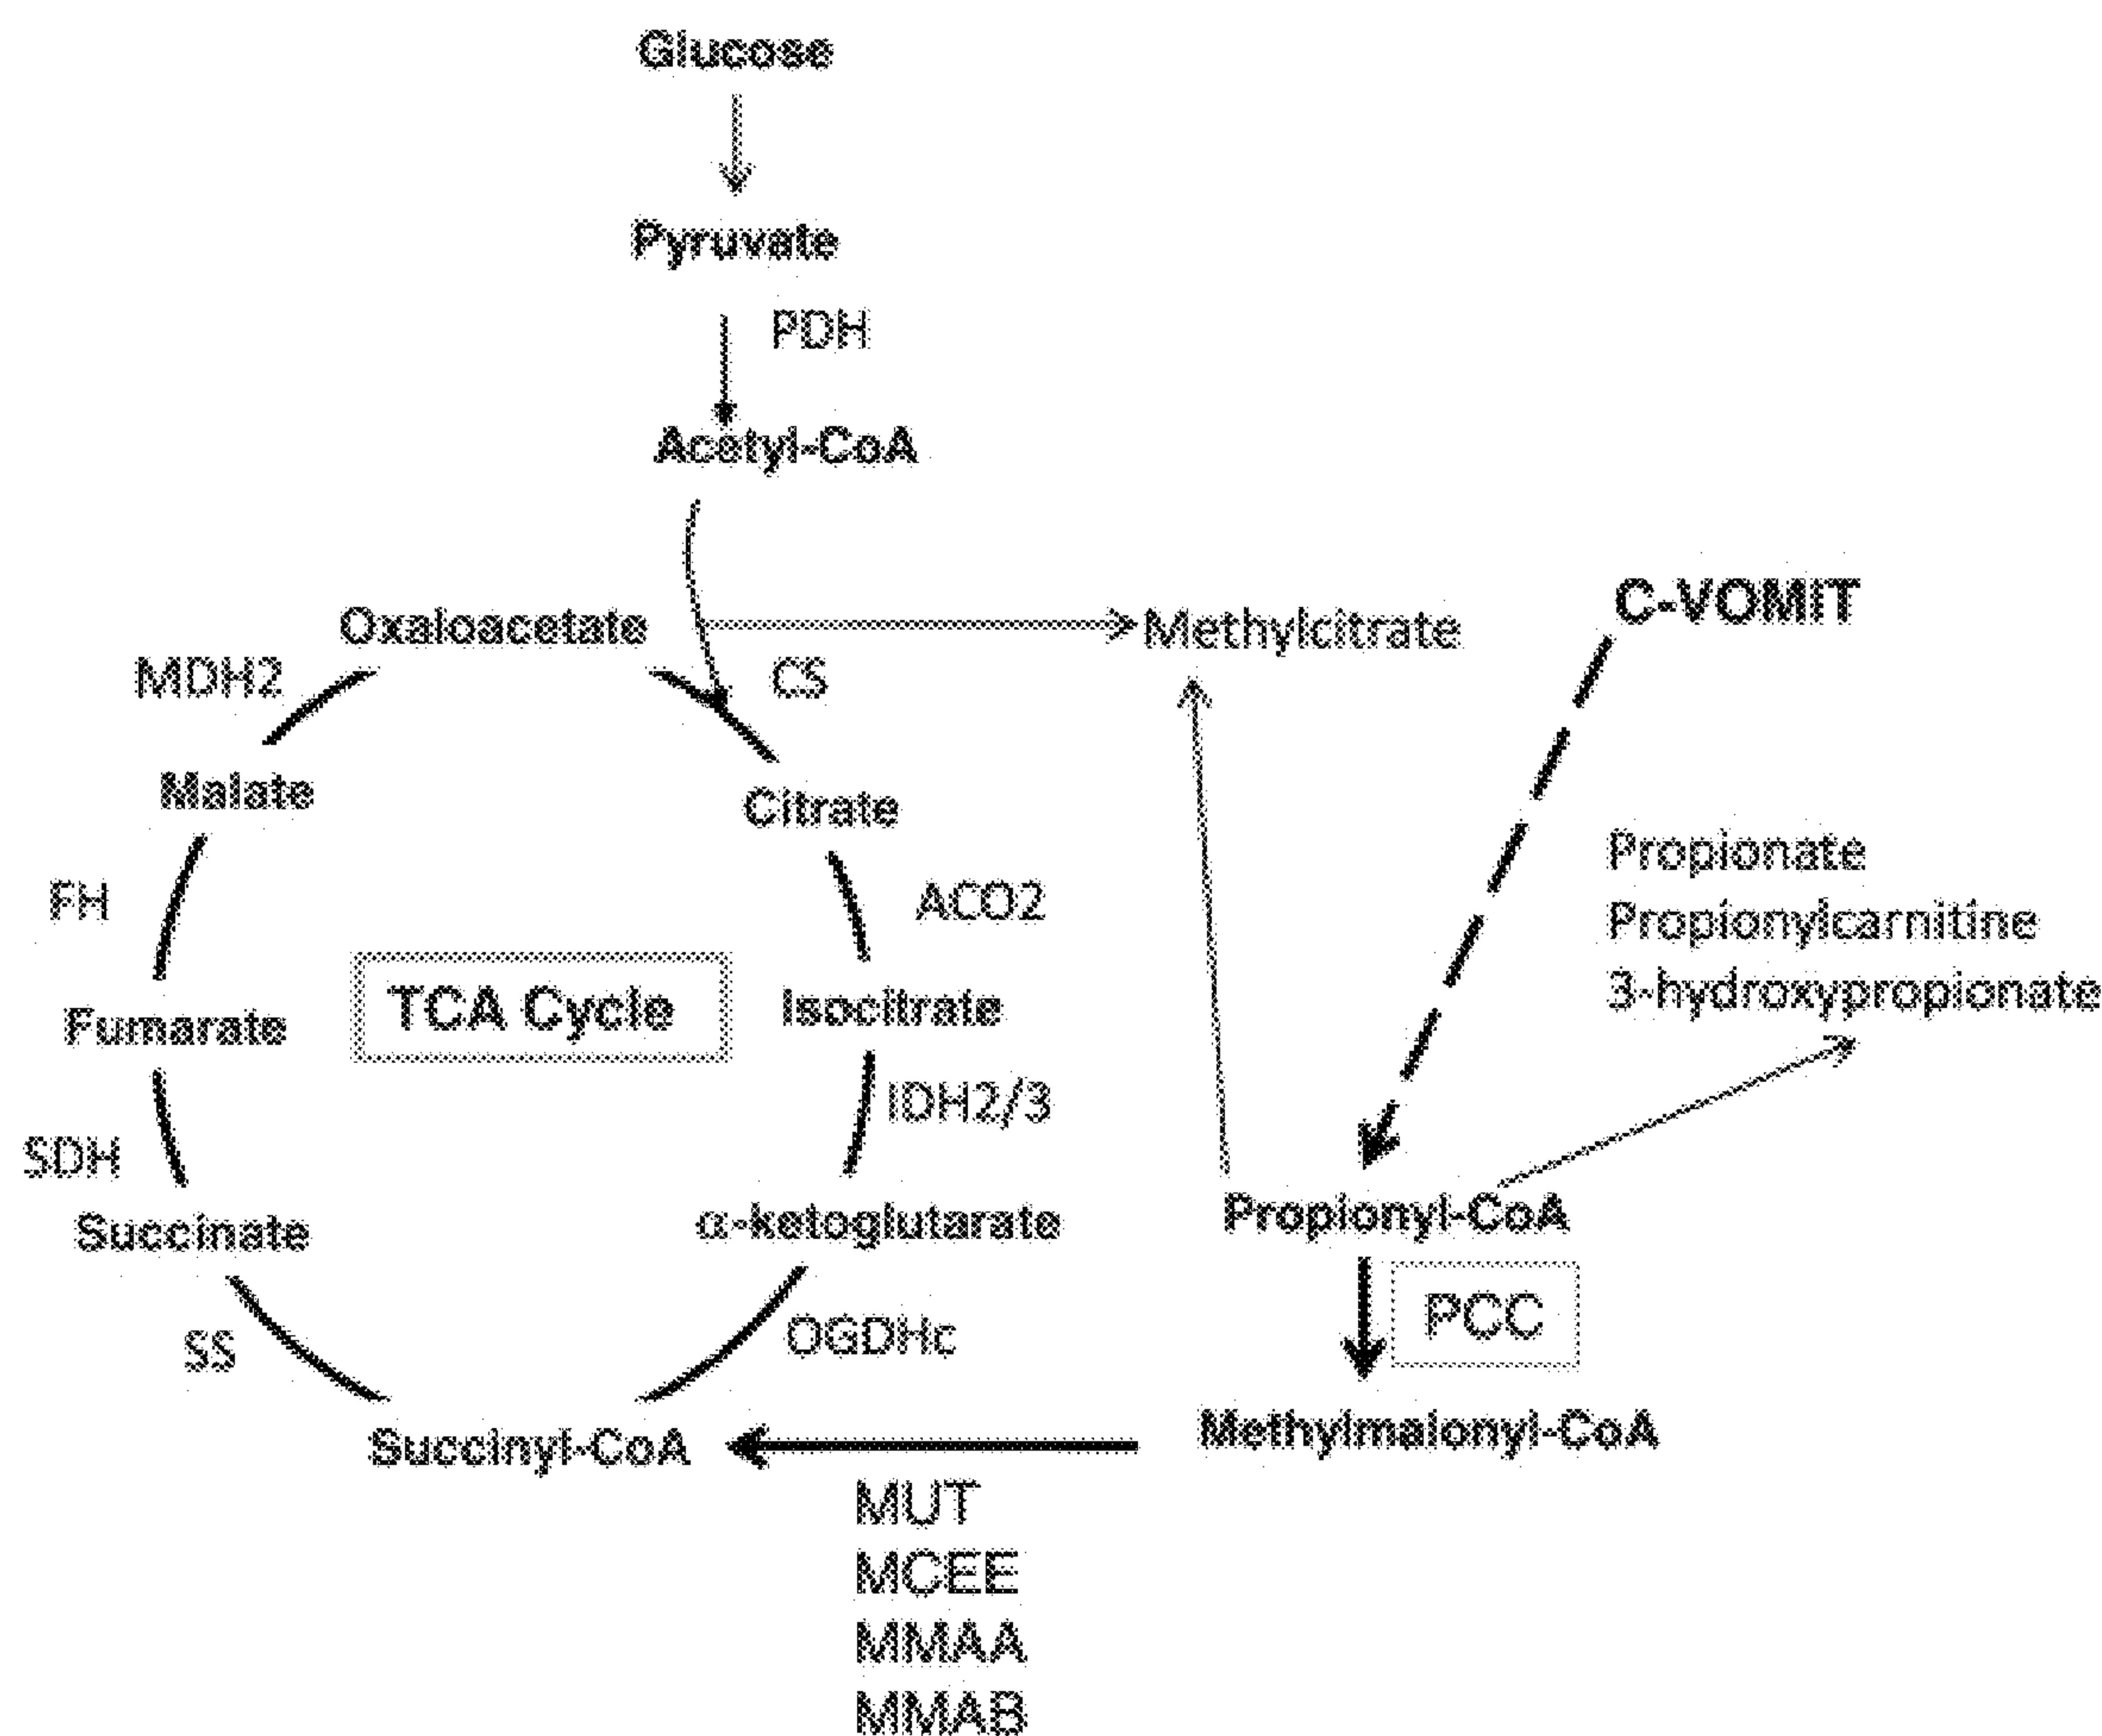 Glucose
Pyruvate
PDH
Acetyl-CoA
C-VOMIT
Oxaloacetate
Methylcitrate
MDH2
CS
Malate
Citrate
Propionate
Propionylcarnitine
3-hydroxypropionate
FH
ACO2
TCA Cycle
Isocitrate
Fumarate
IDH2/3
SDH
Propionyl-CoA
Succinate
α-ketoglutarate
PCC
SS
OGDHc
Methylmalonyl-CoA
Succinyl-CoA
MUT
MCEE
MMAA
MMAB